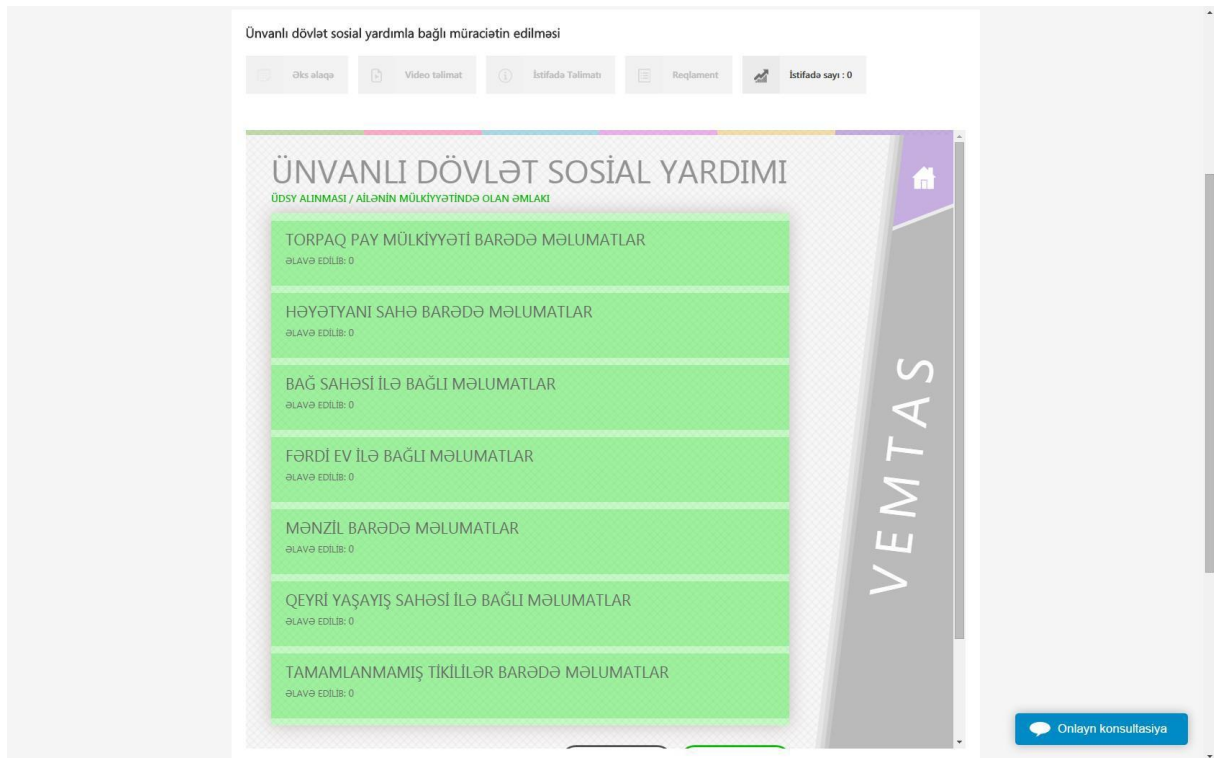 Ünvanlı dövlət sosial yardımla bağlı müraciətin edilməsi
Əks əlaqə
Video təlimat
İstifadə Təlimatı
Reqlament
İstifadə sayı : 0
ÜNVANLI DÖVLƏT SOSİAL YARDIMI
ÜDSY ALINMASI / AİLƏNİN MÜLKİYYƏTİNDƏ OLAN ƏMLAKI
TORPAQ PAY MÜLKİYYƏTİ BARƏDƏ MƏLUMATLAR
ƏLAVƏ EDİLİB: 0
HƏYƏTYANI SAHƏ BARƏDƏ MƏLUMATLAR
ƏLAVƏ EDİLİB: 0
BAĞ SAHƏSİ İLƏ BAĞLI MƏLUMATLAR
ƏLAVƏ EDİLİB: 0
FƏRDİ EV İLƏ BAĞLI MƏLUMATLAR
ƏLAVƏ EDİLİB: 0
MƏNZİL BARƏDƏ MƏLUMATLAR
ƏLAVƏ EDİLİB: 0
QEYRİ YAŞAYIŞ SAHƏSİ İLƏ BAĞLI MƏLUMATLAR
ƏLAVƏ EDİLİB: 0
TAMAMLANMAMIŞ TİKİLİLƏR BARƏDƏ MƏLUMATLAR
ƏLAVƏ EDİLİB: 0
VEMTAS
Onlayn konsultasiya